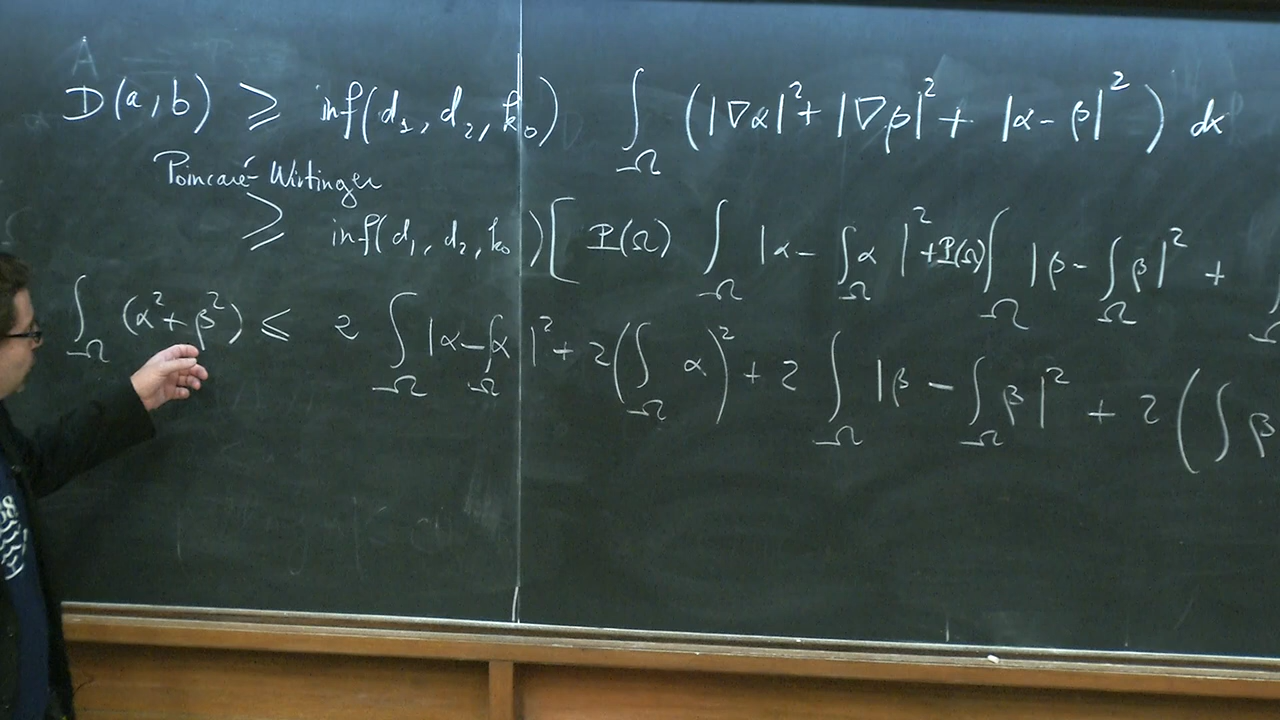 D(a,b) ≥ inf(d₁, d₂, k₀) ∫_Ω (|∇α|² + |∇β|² + |α - β|²) dx
Poincaré-Wirtinger
≥ inf(d₁, d₂, k₀) [ P(Ω) ∫_Ω |α - ∫_Ω α|² + P(Ω) ∫_Ω |β - ∫_Ω β|² +
∫_Ω (α² + β²) ≤ 2 ∫_Ω |α - ∫_Ω α|² + 2(∫_Ω α)² + 2 ∫_Ω |β - ∫_Ω β|² + 2(∫ β